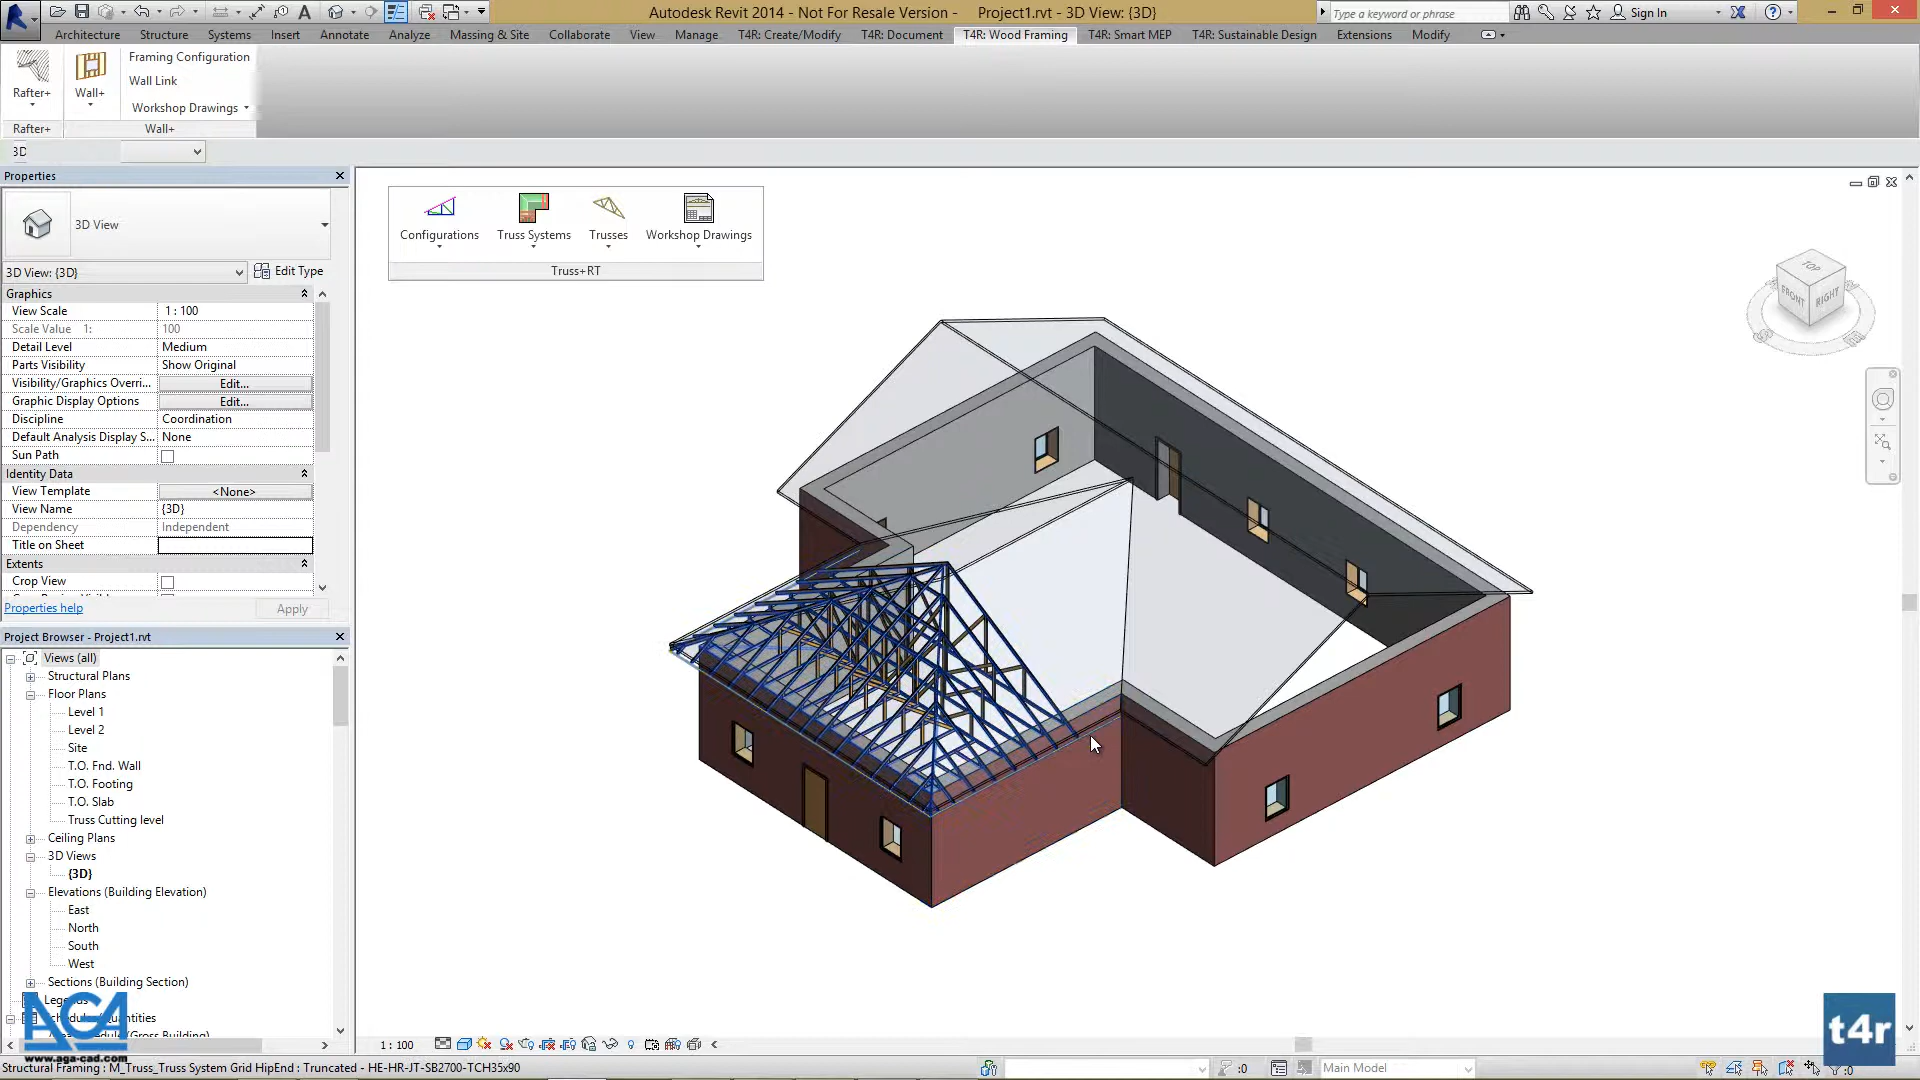 Autodesk Revit 2014 - Not For Resale Version - Project1.rvt - 3D View: {3D}
Type a keyword or phrase
Sign In
Architecture Structure Systems Insert Annotate Analyze Massing & Site Collaborate View Manage T4R: Create/Modify T4R: Document T4R: Wood Framing T4R: Smart MEP T4R: Sustainable Design Extensions Modify
Framing Configuration
Wall Link
Rafter+ Wall+
Workshop Drawings
Rafter+ Wall+
3D
Properties
3D View
3D View: {3D} Edit Type
Graphics
View Scale 1 : 100
Scale Value 1: 100
Detail Level Medium
Parts Visibility Show Original
Visibility/Graphics Overri... Edit...
Graphic Display Options Edit...
Discipline Coordination
Default Analysis Display S... None
Sun Path
Identity Data
View Template <None>
View Name {3D}
Dependency Independent
Title on Sheet
Extents
Crop View
Properties help Apply
Project Browser - Project1.rvt
Views (all)
Structural Plans
Floor Plans
Level 1
Level 2
Site
T.O. Fnd. Wall
T.O. Footing
T.O. Slab
Truss Cutting level
Ceiling Plans
3D Views
{3D}
Elevations (Building Elevation)
East
North
South
West
Sections (Building Section)
Legends
Schedules/Quantities
(Gross Building)
AGA
www.aga-cad.com
Configurations Truss Systems Trusses Workshop Drawings
Truss+RT
TOP
FRONT
RIGHT
1 : 100
t4r
Structural Framing : M_Truss_Truss System Grid HipEnd : Truncated - HE-HR-JT-SB2700-TCH35x90
:0
Main Model
:0